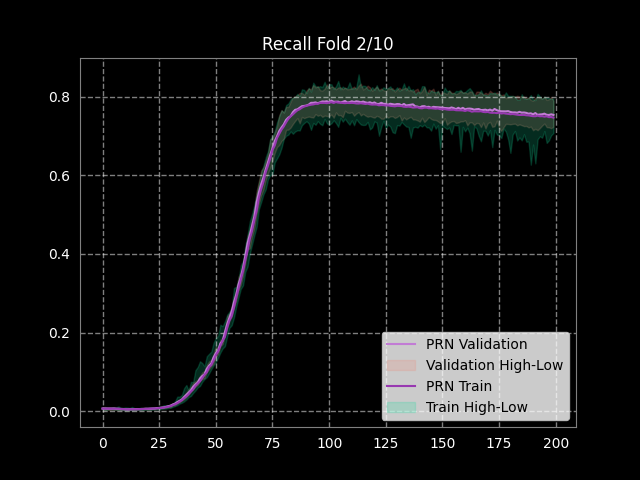 Recall Fold 2/10
0.8
0.6
0.4
0.2
0.0
PRN Validation
Validation High-Low
PRN Train
Train High-Low
0 25 50 75 100 125 150 175 200